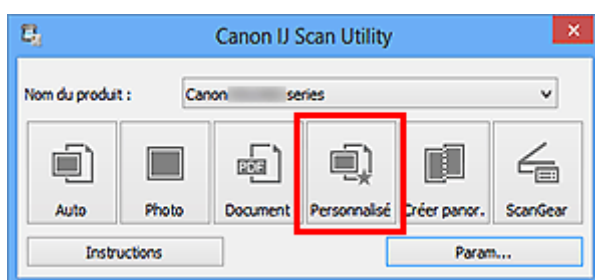 Canon IJ Scan Utility
Nom du produit : Canon series
PDF
Auto Photo Document Personnalisé Créer panor. ScanGear
Instructions Param...